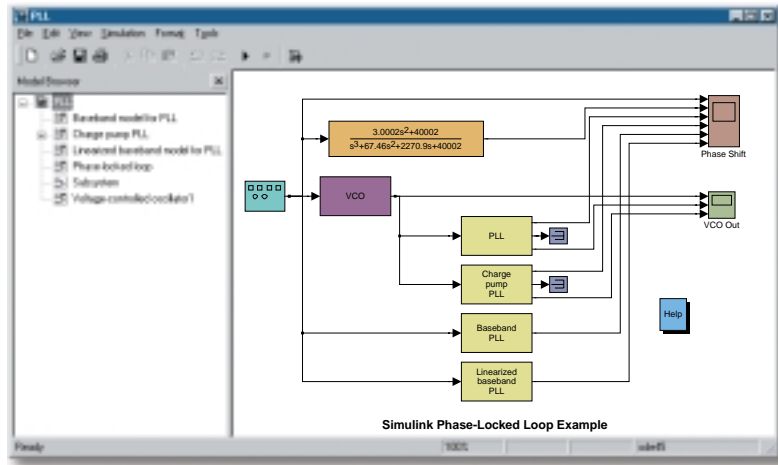 PLL
File Edit View Simulation Format Tools
Model Browser
PLL
Baseband model for PLL
Charge pump PLL
Linearized baseband model for PLL
Phase-locked loop
Subsystem
Voltage-controlled oscillator1
3.0002s²+40002
s³+67.46s²+2270.9s+40002
Phase Shift
VCO
VCO Out
PLL
Charge
pump
PLL
Help
Baseband
PLL
Linearized
baseband
PLL
Simulink Phase-Locked Loop Example
Ready
100%
ode45